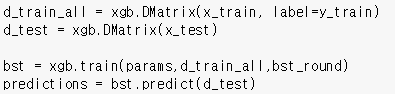 d_train_all = xgb.DMatrix(x_train, label=y_train)
d_test = xgb.DMatrix(x_test)
bst = xgb.train(params,d_train_all,bst_round)
predictions = bst.predict(d_test)